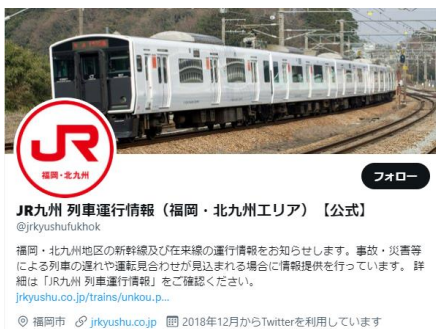 JR
福岡・北九州
フォロー
JR九州 列車運行情報（福岡・北九州エリア）【公式】
@jrkyushufukhok
福岡・北九州地区の新幹線及び在来線の運行情報をお知らせします。事故・災害等
による列車の遅れや運転見合わせが見込まれる場合に情報提供を行っています。 詳
細は「JR九州 列車運行情報」をご確認ください。
jrkyushu.co.jp/trains/unkou.p...
福岡市 jrkyushu.co.jp 2018年12月からTwitterを利用しています